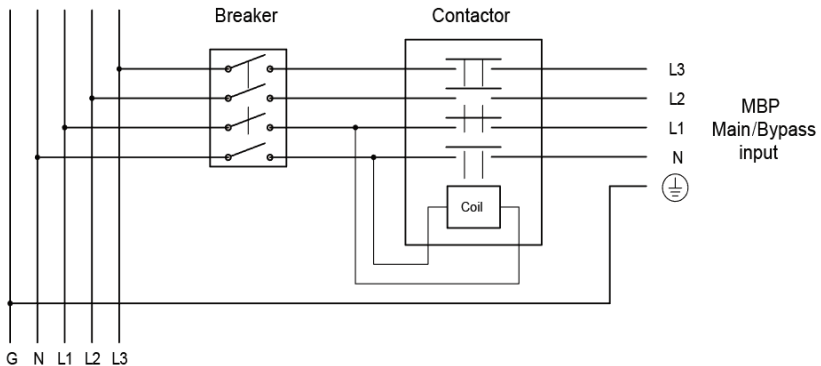 Breaker
Contactor
L3
L2
L1
N
MBP
Main/Bypass
input
Coil
G N L1 L2 L3